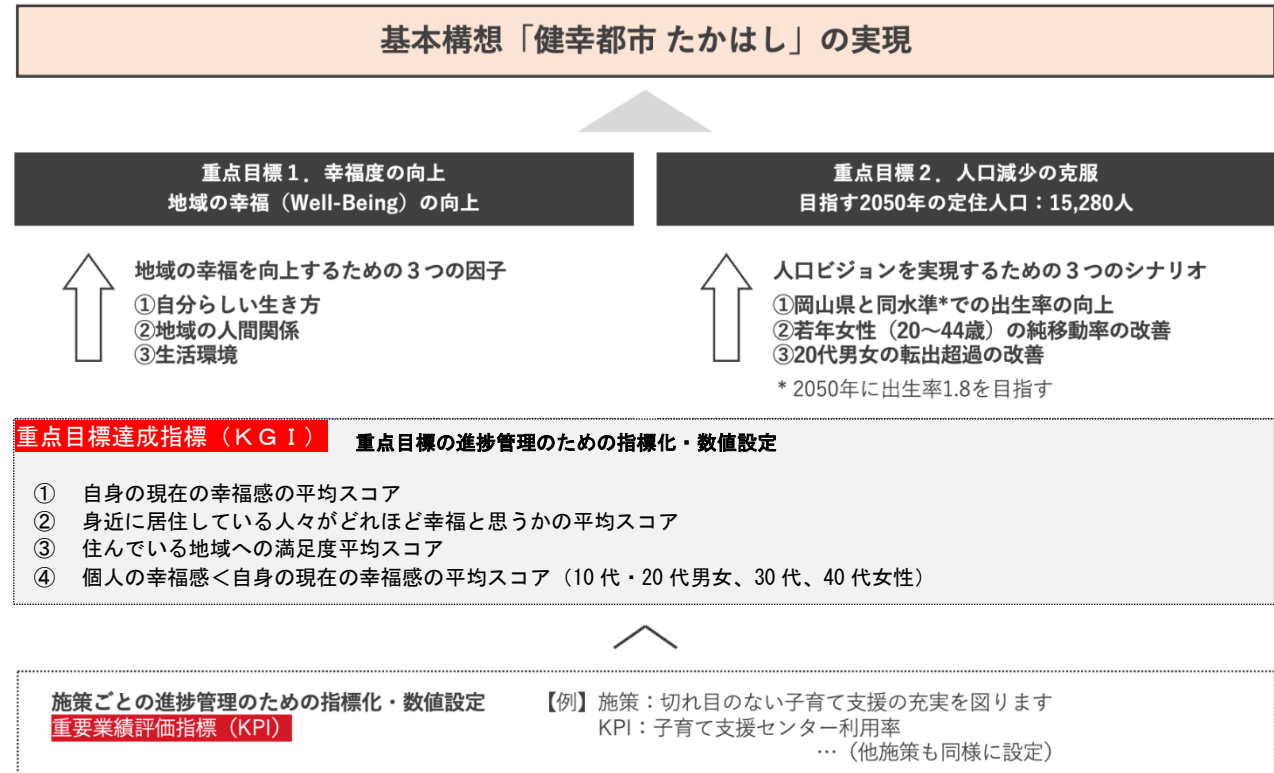 基本構想「健幸都市 たかはし」の実現
重点目標１．幸福度の向上
地域の幸福（Well-Being）の向上
地域の幸福を向上するための３つの因子
①自分らしい生き方
②地域の人間関係
③生活環境
重点目標２．人口減少の克服
目指す2050年の定住人口：15,280人
人口ビジョンを実現するための３つのシナリオ
①岡山県と同水準*での出生率の向上
②若年女性（20～44歳）の純移動率の改善
③20代男女の転出超過の改善
* 2050年に出生率1.8を目指す
重点目標達成指標（ＫＧＩ） 重点目標の進捗管理のための指標化・数値設定
① 自身の現在の幸福感の平均スコア
② 身近に居住している人々がどれほど幸福と思うかの平均スコア
③ 住んでいる地域への満足度平均スコア
④ 個人の幸福感＜自身の現在の幸福感の平均スコア（10 代・20 代男女、30 代、40 代女性）
施策ごとの進捗管理のための指標化・数値設定
重要業績評価指標（KPI）
【例】施策：切れ目のない子育て支援の充実を図ります
KPI：子育て支援センター利用率
…（他施策も同様に設定）